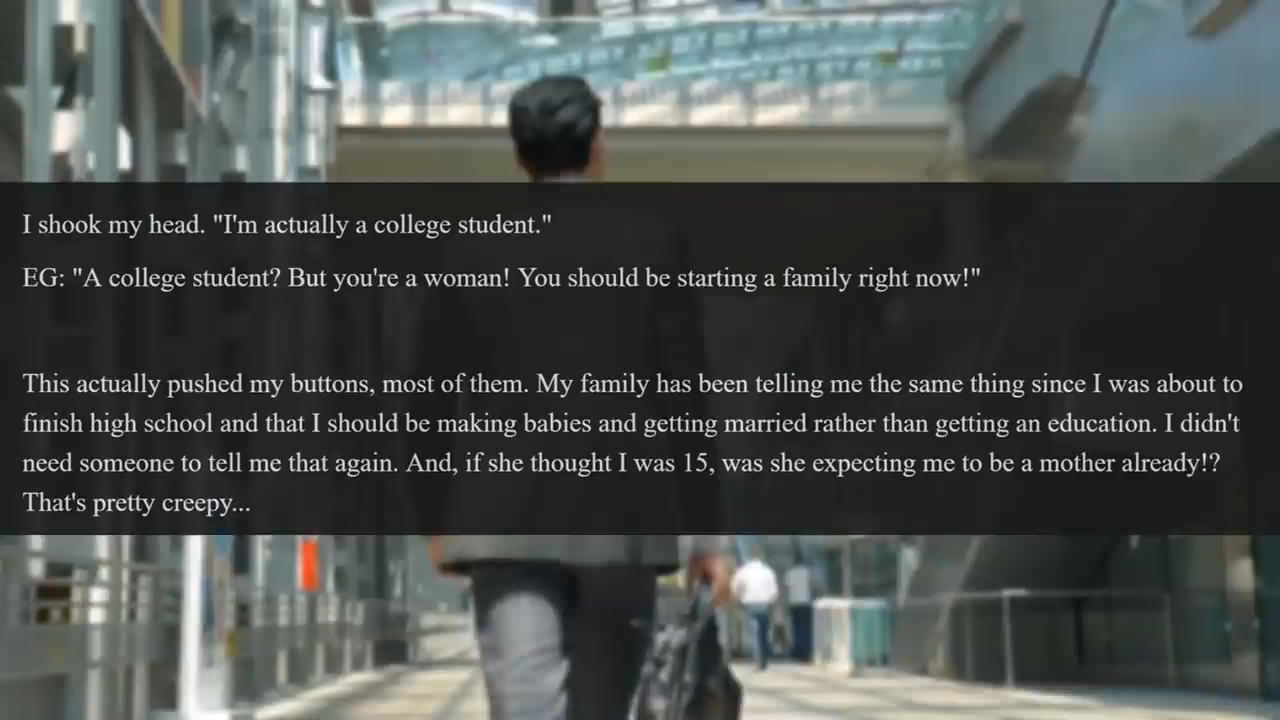 I shook my head. "I'm actually a college student."
EG: "A college student? But you're a woman! You should be starting a family right now!"
This actually pushed my buttons, most of them. My family has been telling me the same thing since I was about to
finish high school and that I should be making babies and getting married rather than getting an education. I didn't
need someone to tell me that again. And, if she thought I was 15, was she expecting me to be a mother already!?
That's pretty creepy...